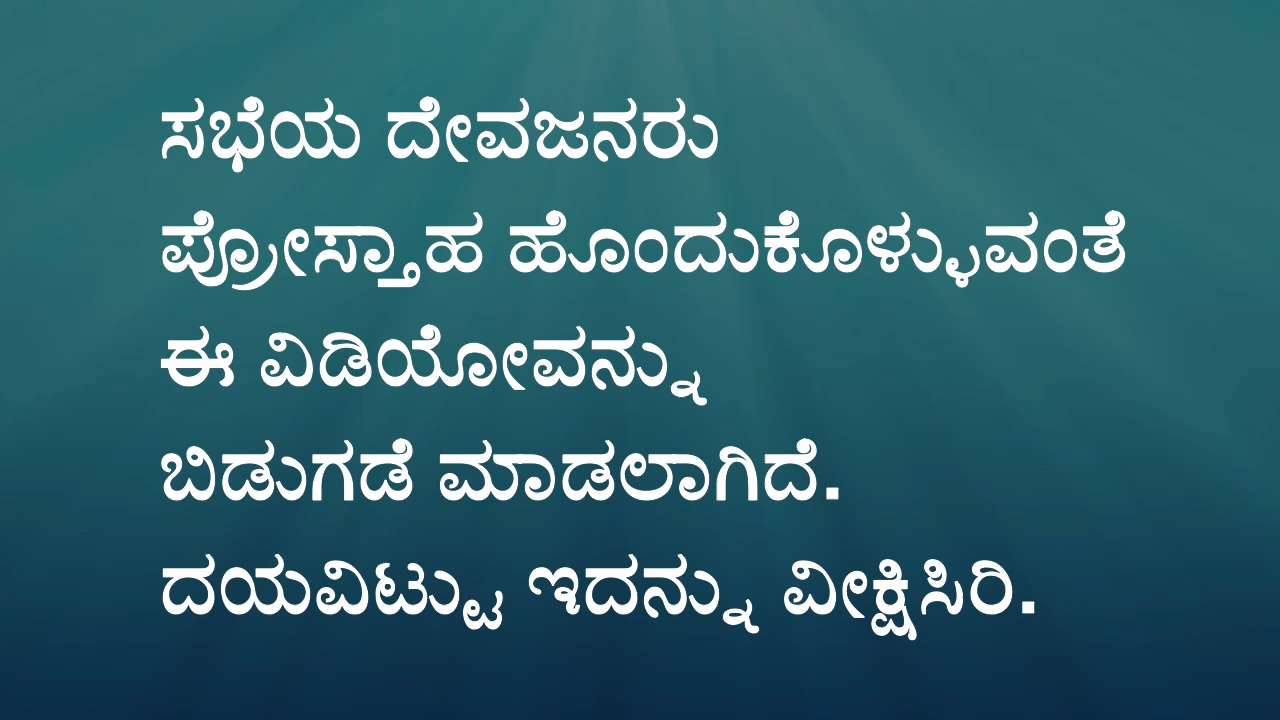 ಸಭೆಯ ದೇವಜನರು
ಪ್ರೋಸ್ತಾಹ ಹೊಂದುಕೊಳ್ಳುವಂತೆ
ಈ ವಿಡಿಯೋವನ್ನು
ಬಿಡುಗಡೆ ಮಾಡಲಾಗಿದೆ.
ದಯವಿಟ್ಟು ಇದನ್ನು ವೀಕ್ಷಿಸಿರಿ.